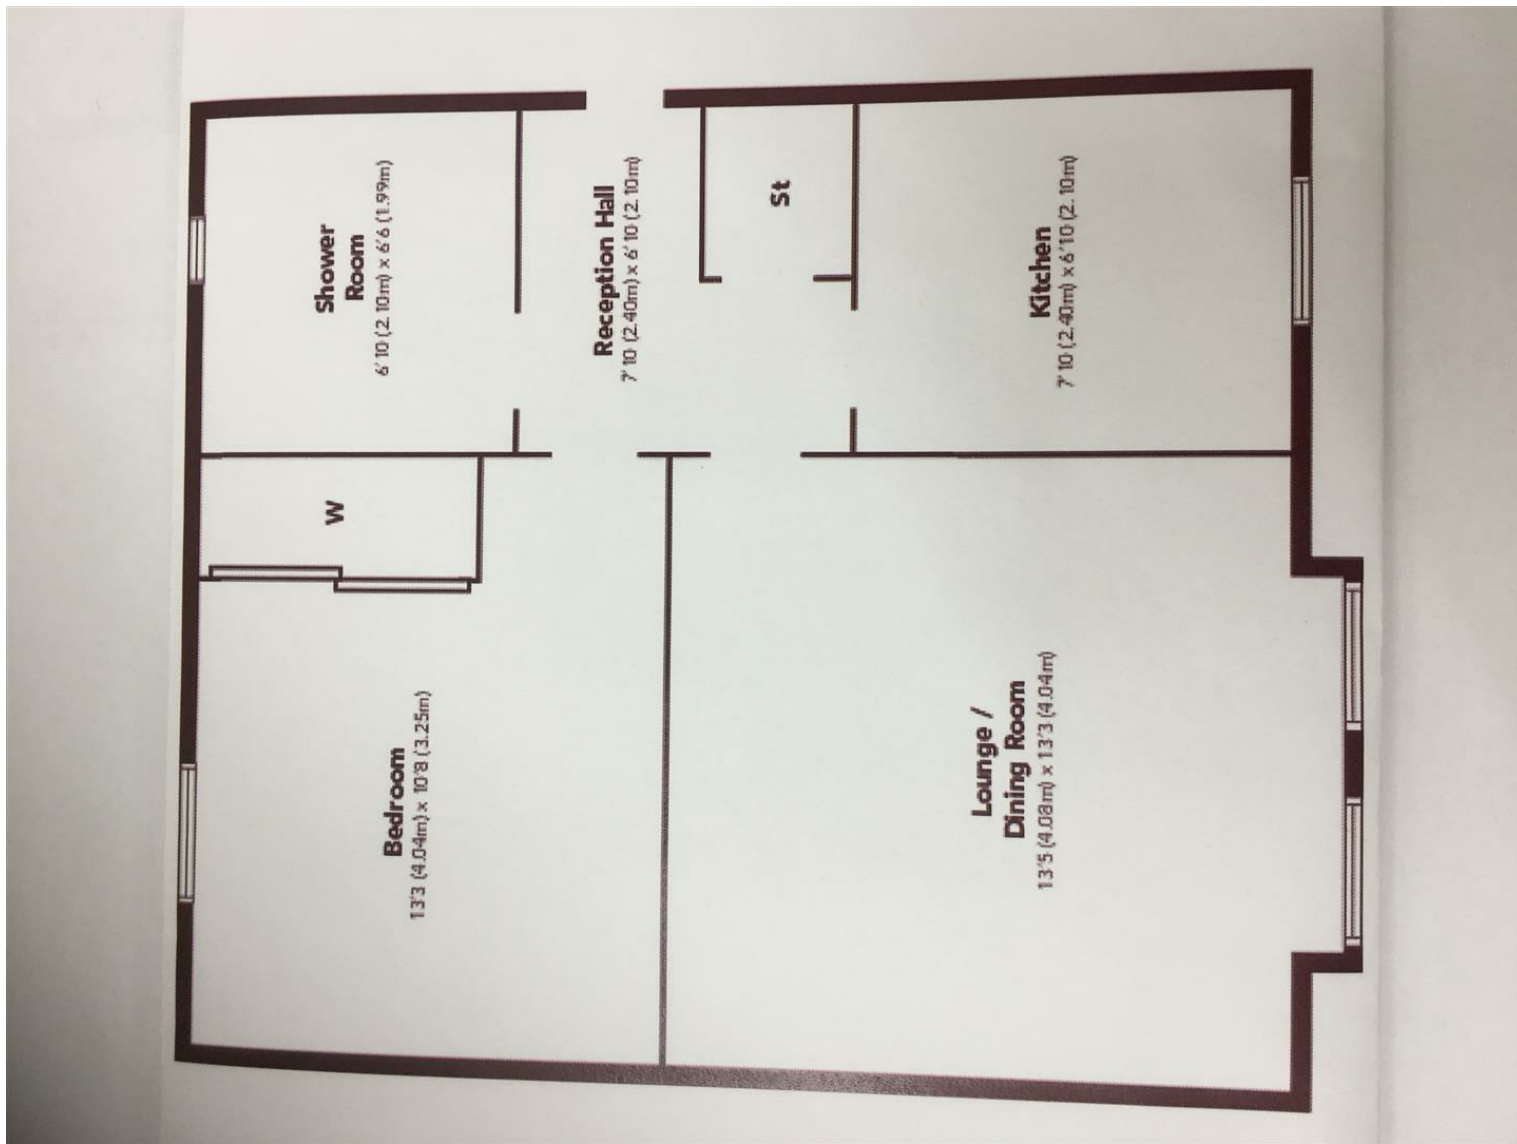 Shower
Room
6'10 (2.10m) x 6'6 (1.99m)
W
Reception Hall
7'10 (2.40m) x 6'10 (2.10m)
St
Kitchen
7'10 (2.40m) x 6'10 (2.10m)
Bedroom
13'3 (4.04m) x 10'8 (3.25m)
Lounge /
Dining Room
13'5 (4.08m) x 13'3 (4.04m)